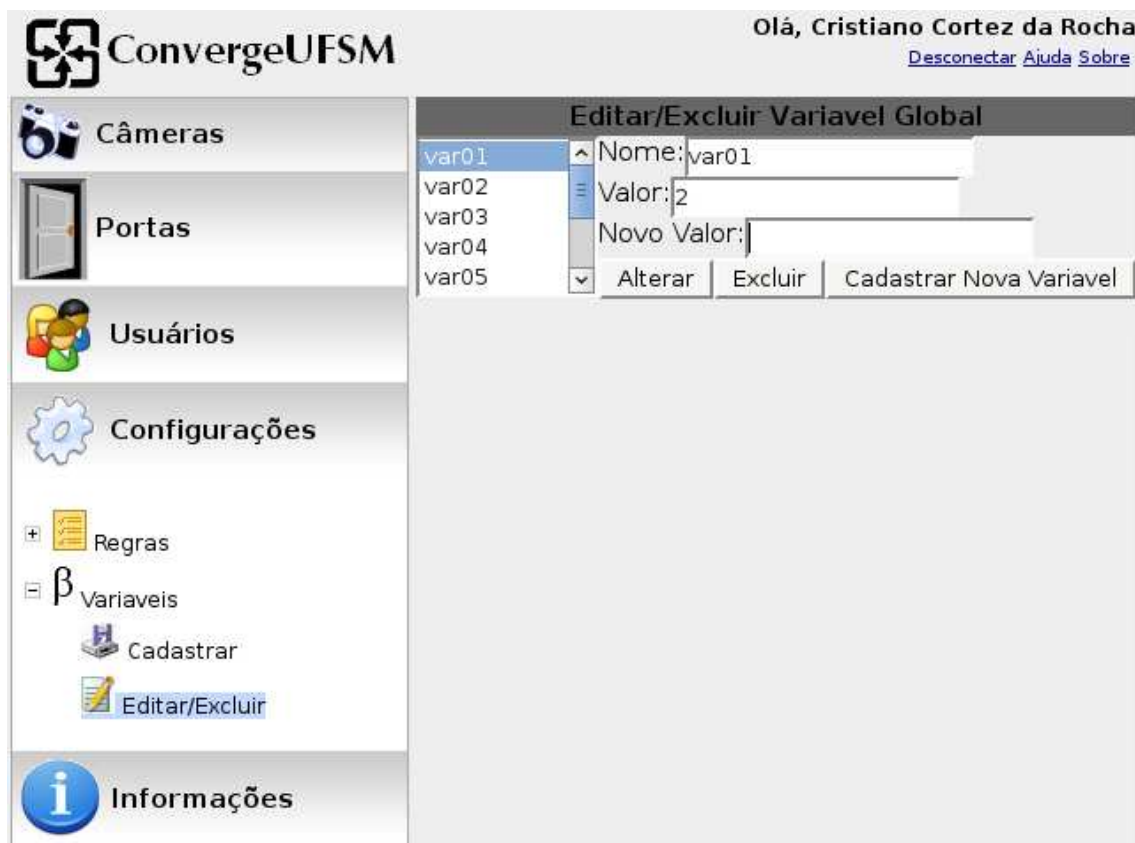 ConvergeUFSM
Olá, Cristiano Cortez da Rocha
Desconectar Ajuda Sobre
Câmeras
Portas
Usuários
Configurações
Regras
β Variaveis
Cadastrar
Editar/Excluir
Informações
Editar/Excluir Variavel Global
var01
var02
var03
var04
var05
Nome: var01
Valor: 2
Novo Valor:
Alterar Excluir Cadastrar Nova Variavel